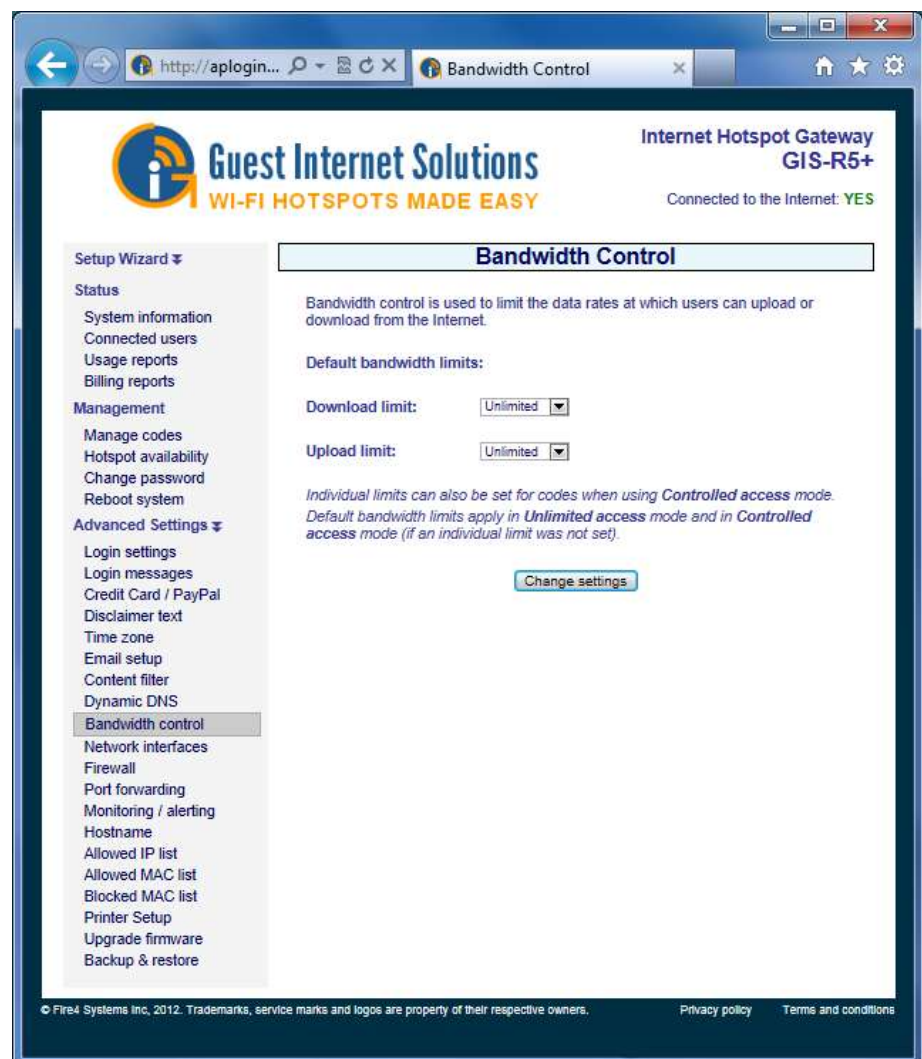 http://aplogin...
Bandwidth Control
Guest Internet Solutions
WI-FI HOTSPOTS MADE EASY
Internet Hotspot Gateway
GIS-R5+
Connected to the Internet: YES
Setup Wizard
Status
System information
Connected users
Usage reports
Billing reports
Management
Manage codes
Hotspot availability
Change password
Reboot system
Advanced Settings
Login settings
Login messages
Credit Card / PayPal
Disclaimer text
Time zone
Email setup
Content filter
Dynamic DNS
Bandwidth control
Network interfaces
Firewall
Port forwarding
Monitoring / alerting
Hostname
Allowed IP list
Allowed MAC list
Blocked MAC list
Printer Setup
Upgrade firmware
Backup & restore
Bandwidth Control
Bandwidth control is used to limit the data rates at which users can upload or
download from the Internet.
Default bandwidth limits:
Download limit: Unlimited
Upload limit: Unlimited
Individual limits can also be set for codes when using Controlled access mode.
Default bandwidth limits apply in Unlimited access mode and in Controlled
access mode (if an individual limit was not set).
Change settings
© Fire4 Systems Inc, 2012. Trademarks, service marks and logos are property of their respective owners.
Privacy policy
Terms and conditions